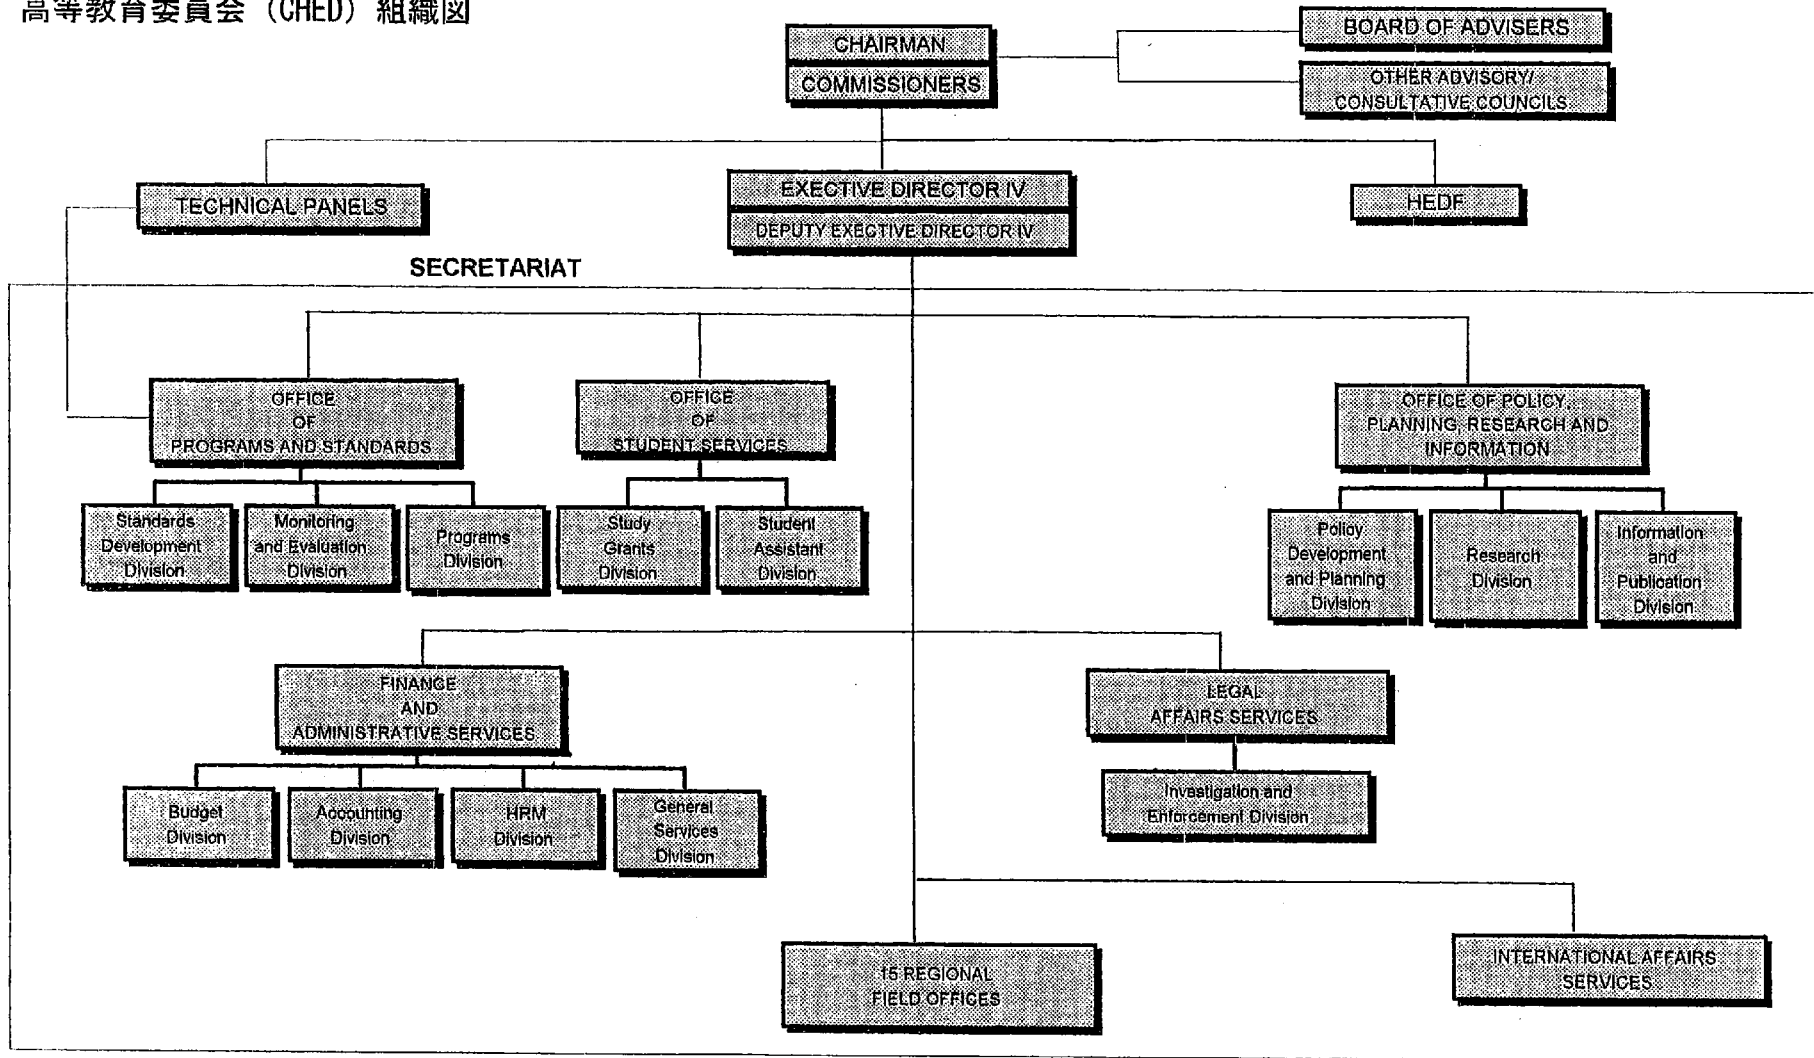 高等教育委員会（CHED）組織図
CHAIRMAN
COMMISSIONERS
BOARD OF ADVISERS
OTHER ADVISORY/
CONSULTATIVE COUNCILS
TECHNICAL PANELS
EXECTIVE DIRECTOR IV
DEPUTY EXECTIVE DIRECTOR IV
HEDF
SECRETARIAT
OFFICE
OF
PROGRAMS AND STANDARDS
OFFICE
OF
STUDENT SERVICES
OFFICE OF POLICY,
PLANNING, RESEARCH AND
INFORMATION
Standards
Development
Division
Monitoring
and Evaluation
Division
Programs
Division
Study
Grants
Division
Student
Assistant
Division
Policy
Development
and Planning
Division
Research
Division
Information
and
Publication
Division
FINANCE
AND
ADMINISTRATIVE SERVICES
LEGAL
AFFAIRS SERVICES
Budget
Division
Accounting
Division
HRM
Division
General
Services
Division
Investigation and
Enforcement Division
15 REGIONAL
FIELD OFFICES
INTERNATIONAL AFFAIRS
SERVICES